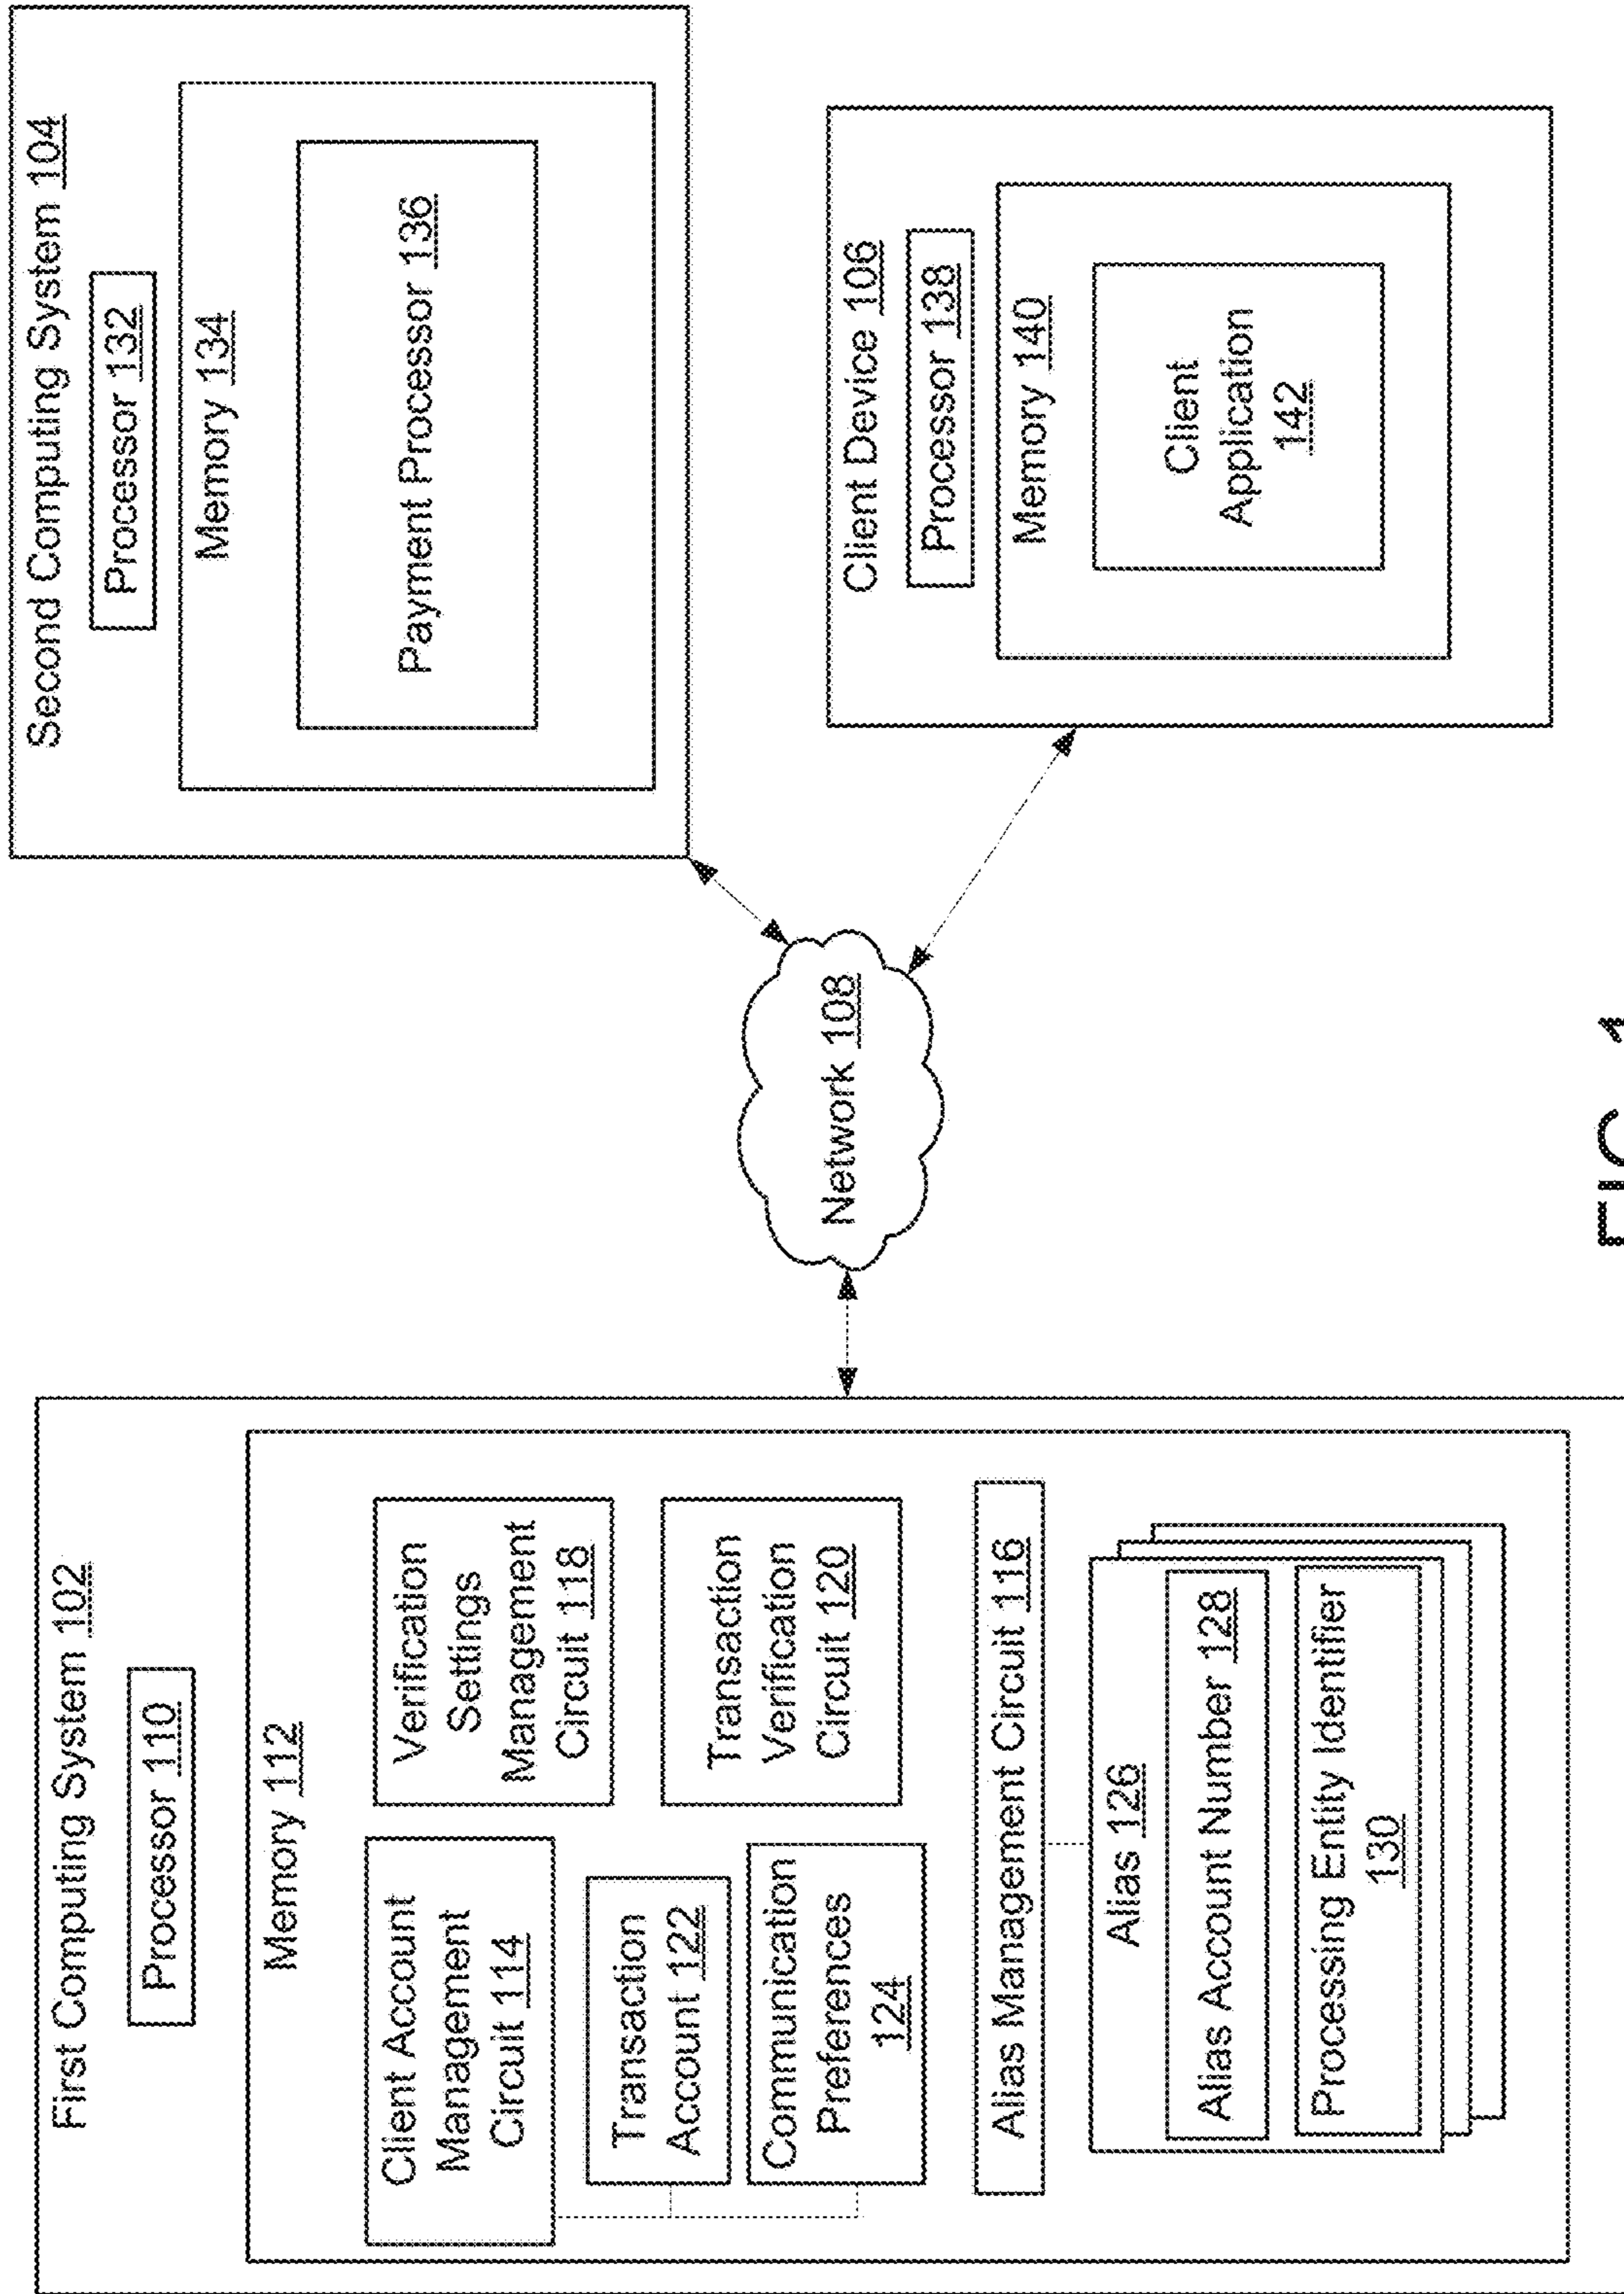 First Computing System 102
Processor 110
Memory 112
Client Account
Management
Circuit 114
Transaction
Account 122
Communication
Preferences
124
Verification
Settings
Management
Circuit 118
Transaction
Verification
Circuit 120
Alias Management Circuit 116
Alias 126
Alias Account Number 128
Processing Entity Identifier
130
Network 108
Second Computing System 104
Processor 132
Memory 134
Payment Processor 136
Client Device 106
Processor 138
Memory 140
Client
Application
142
FIG. 1